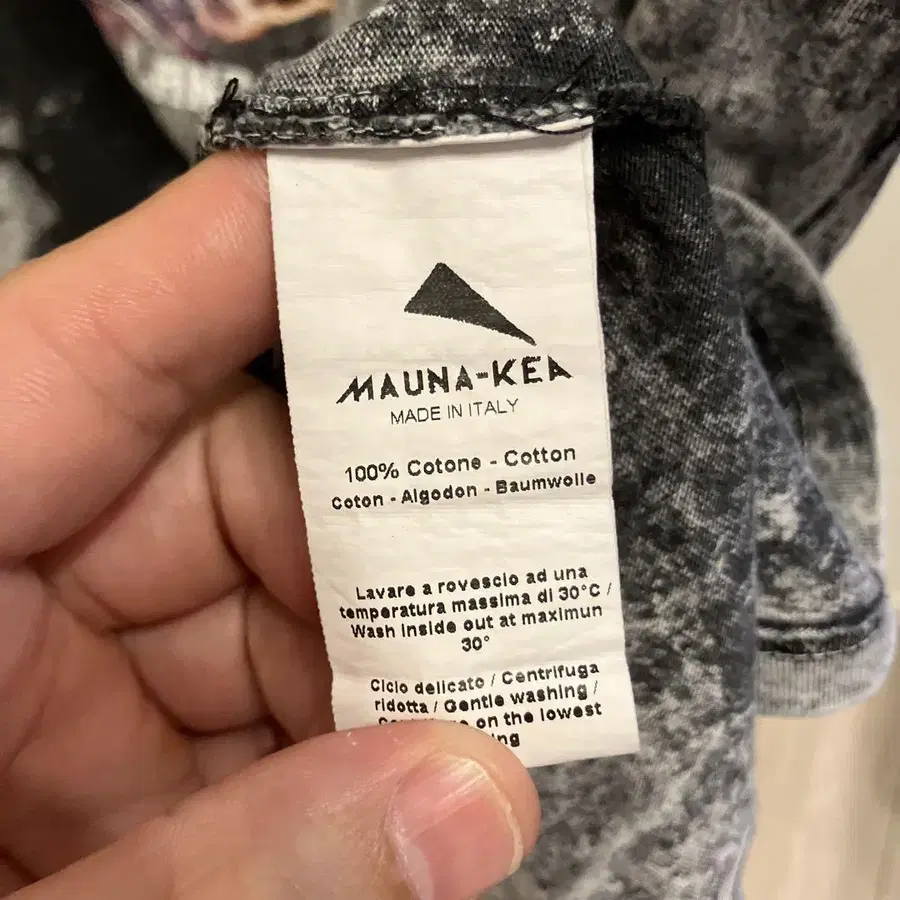 MAUNA-KEA
MADE IN ITALY
100% Cotone - Cotton
Coton - Algodon - Baumwolle
Lavare a rovescio ad una
temperatura massima di 30°C /
Wash inside out at maximun
30°
Ciclo delicato / Centrifuga
ridotta / Gentle washing /
on the lowest